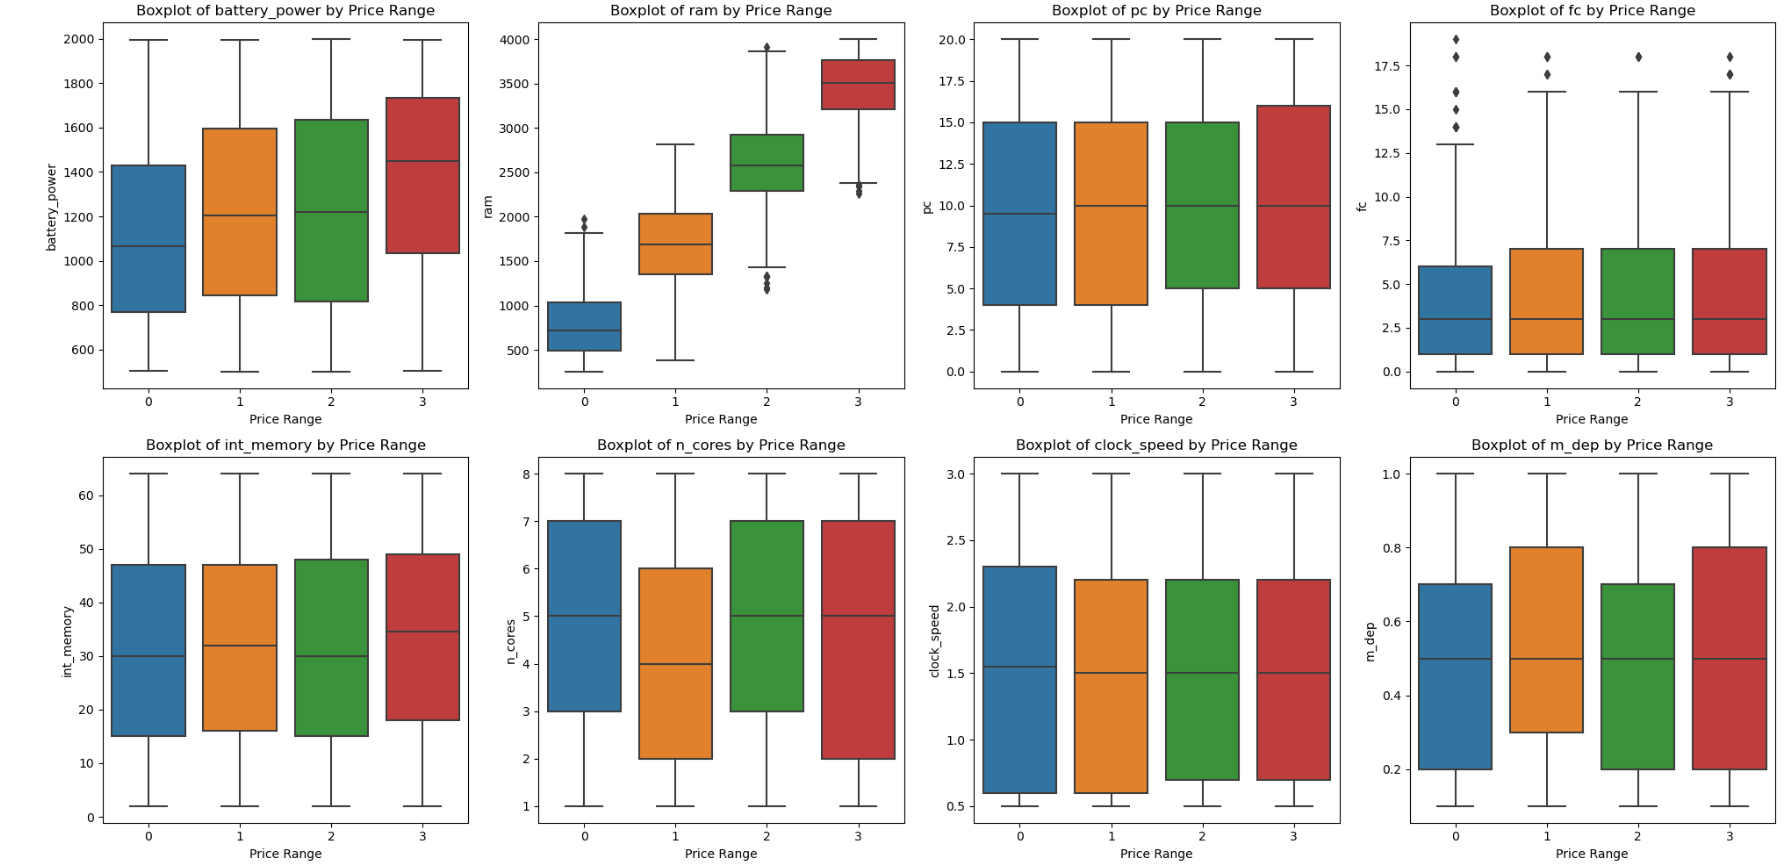 Boxplot of battery_power by Price Range
2000
1800
1600
1400
1200
1000
800
600
battery_power
0 1 2 3
Price Range
Boxplot of ram by Price Range
4000
3500
3000
2500
2000
1500
1000
500
ram
0 1 2 3
Price Range
Boxplot of pc by Price Range
20.0
17.5
15.0
12.5
10.0
7.5
5.0
2.5
0.0
pc
0 1 2 3
Price Range
Boxplot of fc by Price Range
17.5
15.0
12.5
10.0
7.5
5.0
2.5
0.0
fc
0 1 2 3
Price Range
Boxplot of int_memory by Price Range
60
50
40
30
20
10
0
int_memory
0 1 2 3
Price Range
Boxplot of n_cores by Price Range
8
7
6
5
4
3
2
1
n_cores
0 1 2 3
Price Range
Boxplot of clock_speed by Price Range
3.0
2.5
2.0
1.5
1.0
0.5
clock_speed
0 1 2 3
Price Range
Boxplot of m_dep by Price Range
1.0
0.8
0.6
0.4
0.2
m_dep
0 1 2 3
Price Range